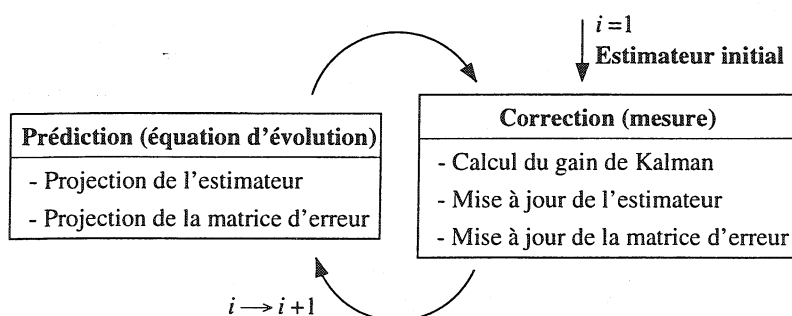 i=1
Estimateur initial
Prédiction (équation d'évolution)
- Projection de l'estimateur
- Projection de la matrice d'erreur
Correction (mesure)
- Calcul du gain de Kalman
- Mise à jour de l'estimateur
- Mise à jour de la matrice d'erreur
i → i+1